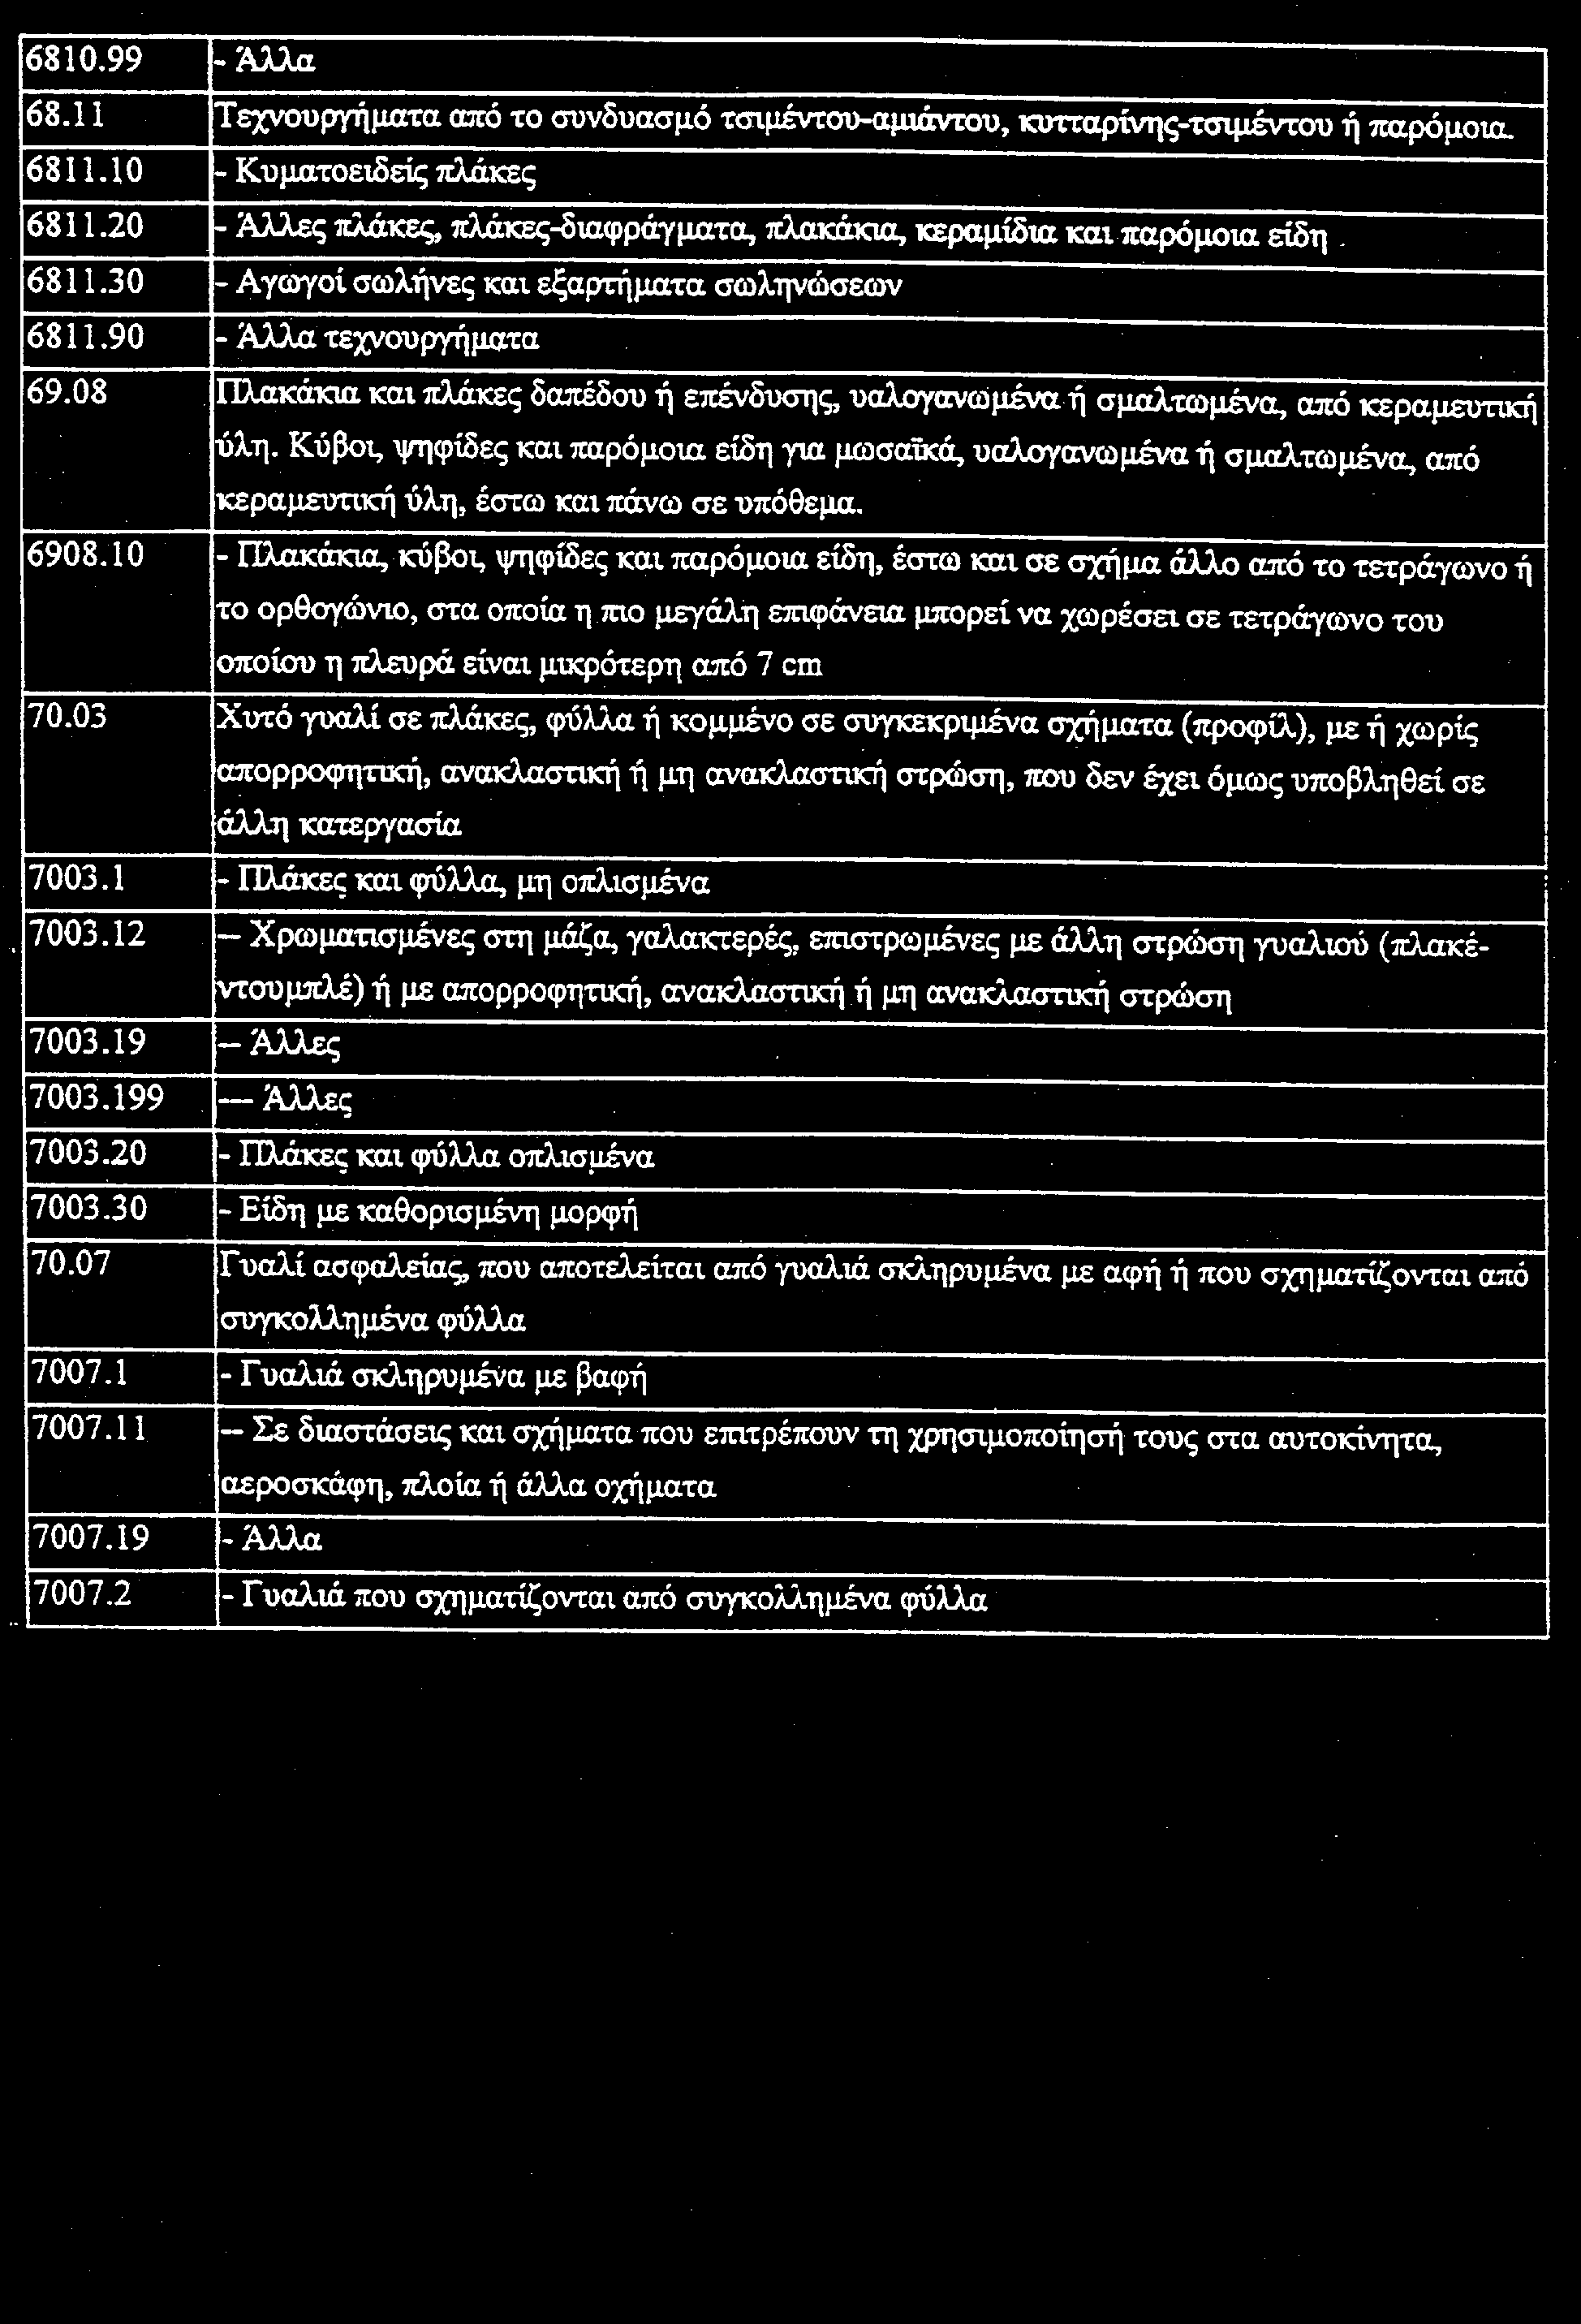 6810.99 - Άλλα
68.11 Τεχνουργήματα από το συνδυασμό τσιμέντου-αμιάντου, κυτταρίνης-τσιμέντου ή παρόμοια.
6811.10 - Κυματοειδείς πλάκες
6811.20 - Άλλες πλάκες, πλάκες-διαφράγματα, πλακάκια, κεραμίδια και παρόμοια είδη .
6811.30 - Αγωγοί σωλήνες και εξαρτήματα σωληνώσεων
6811.90 - Άλλα τεχνουργήματα
69.08 Πλακάκια και πλάκες δαπέδου ή επένδυσης, υαλογανωμένα ή σμαλτωμένα, από κεραμευτική
ύλη. Κύβοι, ψηφίδες και παρόμοια είδη για μωσαϊκά, υαλογανωμένα ή σμαλτωμένα, από
κεραμευτική ύλη, έστω και πάνω σε υπόθεμα.
6908.10 - Πλακάκια, κύβοι, ψηφίδες και παρόμοια είδη, έστω και σε σχήμα άλλο από το τετράγωνο ή
το ορθογώνιο, στα οποία η πιο μεγάλη επιφάνεια μπορεί να χωρέσει σε τετράγωνο του
οποίου η πλευρά είναι μικρότερη από 7 cm
70.03 Χυτό γυαλί σε πλάκες, φύλλα ή κομμένο σε συγκεκριμένα σχήματα (προφίλ), με ή χωρίς
απορροφητική, ανακλαστική ή μη ανακλαστική στρώση, που δεν έχει όμως υποβληθεί σε
άλλη κατεργασία
7003.1 - Πλάκες και φύλλα, μη οπλισμένα
7003.12 -- Χρωματισμένες στη μάζα, γαλακτερές, επιστρωμένες με άλλη στρώση γυαλιού (πλακέ-
ντουμπλέ) ή με απορροφητική, ανακλαστική ή μη ανακλαστική στρώση
7003.19 -- Άλλες
7003.199 --- Άλλες
7003.20 - Πλάκες και φύλλα οπλισμένα
7003.30 - Είδη με καθορισμένη μορφή
70.07 Γυαλί ασφαλείας, που αποτελείται από γυαλιά σκληρυμένα με αφή ή που σχηματίζονται από
συγκολλημένα φύλλα
7007.1 - Γυαλιά σκληρυμένα με βαφή
7007.11 -- Σε διαστάσεις και σχήματα που επιτρέπουν τη χρησιμοποίησή τους στα αυτοκίνητα,
αεροσκάφη, πλοία ή άλλα οχήματα
7007.19 - Άλλα
7007.2 - Γυαλιά που σχηματίζονται από συγκολλημένα φύλλα